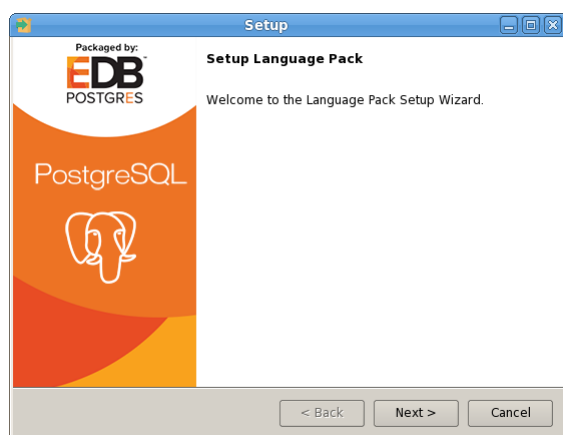 Setup
Packaged by:
EDB
POSTGRES
PostgreSQL
Setup Language Pack
Welcome to the Language Pack Setup Wizard.
< Back
Next >
Cancel